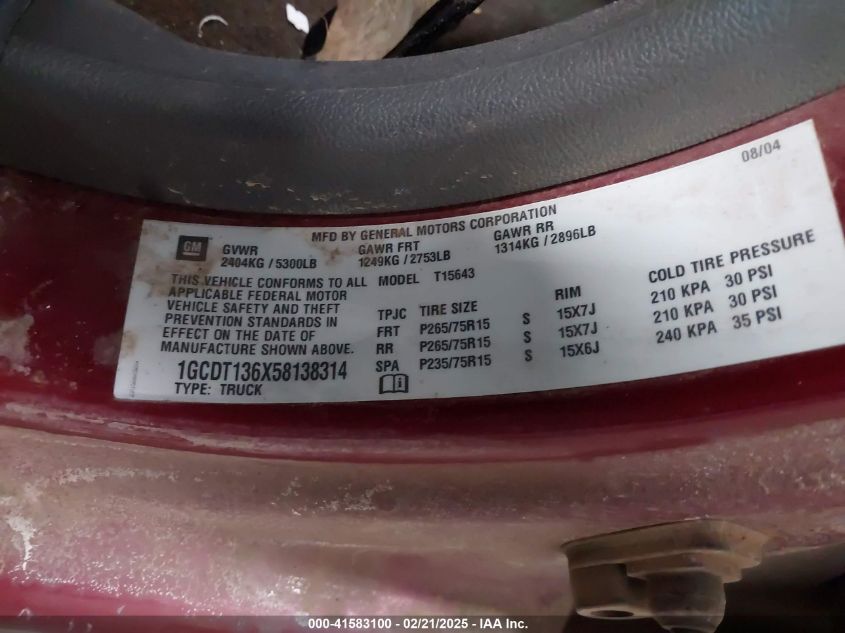 08/04
MFD BY GENERAL MOTORS CORPORATION
GM GVWR GAWR FRT GAWR RR
2404KG / 5300LB 1249KG / 2753LB 1314KG / 2896LB
THIS VEHICLE CONFORMS TO ALL MODEL T15643
APPLICABLE FEDERAL MOTOR
VEHICLE SAFETY AND THEFT
PREVENTION STANDARDS IN
EFFECT ON THE DATE OF
MANUFACTURE SHOWN ABOVE.
TPJC TIRE SIZE RIM COLD TIRE PRESSURE
FRT P265/75R15 S 15X7J 210 KPA 30 PSI
RR P265/75R15 S 15X7J 210 KPA 30 PSI
SPA P235/75R15 S 15X6J 240 KPA 35 PSI
1GCDT136X58138314
TYPE: TRUCK
000-41583100 - 02/21/2025 - IAA Inc.